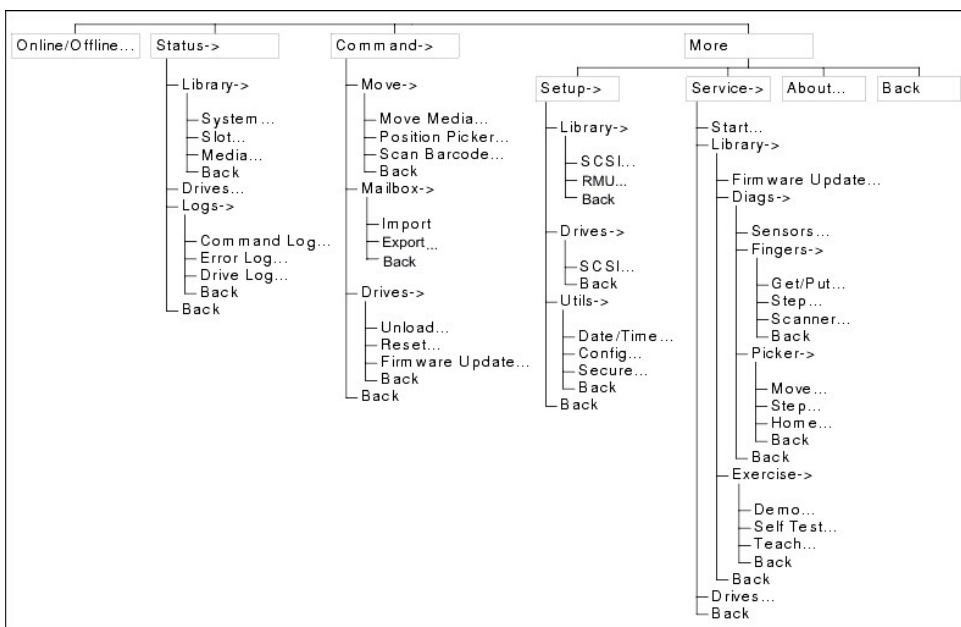 Online/Offline...
Status->
Library->
System...
Slot...
Media...
Back
Drives...
Logs->
Command Log...
Error Log...
Drive Log...
Back
Back
Command->
Move->
Move Media...
Position Picker...
Scan Barcode...
Back
Mailbox->
Import
Export...
Back
Drives->
Unload...
Reset...
Firmware Update...
Back
Back
More
Setup->
Library->
SCSI...
RMU...
Back
Drives->
SCSI...
Back
Utils->
Date/Time...
Config...
Secure...
Back
Back
Service->
Start...
Library->
Firmware Update...
Diags->
Sensors...
Fingers->
Get/Put...
Step...
Scanner...
Back
Picker->
Move...
Step...
Home...
Back
Back
Exercise->
Demo...
Self Test...
Teach...
Back
Back
Drives...
Back
About...
Back